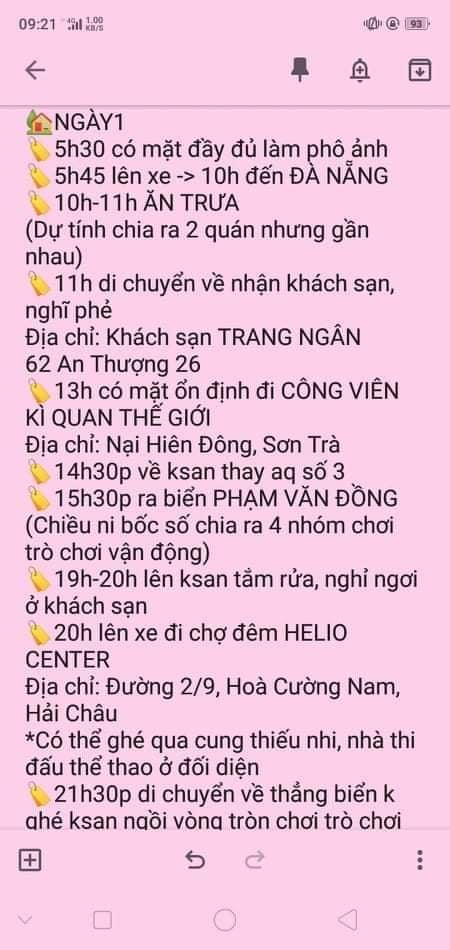 09:21 4G 1.00 KB/S 93
NGÀY1
5h30 có mặt đầy đủ làm phô ảnh
5h45 lên xe -> 10h đến ĐÀ NẴNG
10h-11h ĂN TRƯA
(Dự tính chia ra 2 quán nhưng gần
nhau)
11h di chuyển về nhận khách sạn,
nghĩ phẻ
Địa chỉ: Khách sạn TRANG NGÂN
62 An Thượng 26
13h có mặt ổn định đi CÔNG VIÊN
KÌ QUAN THẾ GIỚI
Địa chỉ: Nại Hiên Đông, Sơn Trà
14h30p về ksan thay aq số 3
15h30p ra biển PHẠM VĂN ĐỒNG
(Chiều ni bốc số chia ra 4 nhóm chơi
trò chơi vận động)
19h-20h lên ksan tắm rửa, nghỉ ngơi
ở khách sạn
20h lên xe đi chợ đêm HELIO
CENTER
Địa chỉ: Đường 2/9, Hoà Cường Nam,
Hải Châu
*Có thể ghé qua cung thiếu nhi, nhà thi
đấu thể thao ở đối diện
21h30p di chuyển về thẳng biển k
ghé ksan ngồi vòng tròn chơi trò chơi